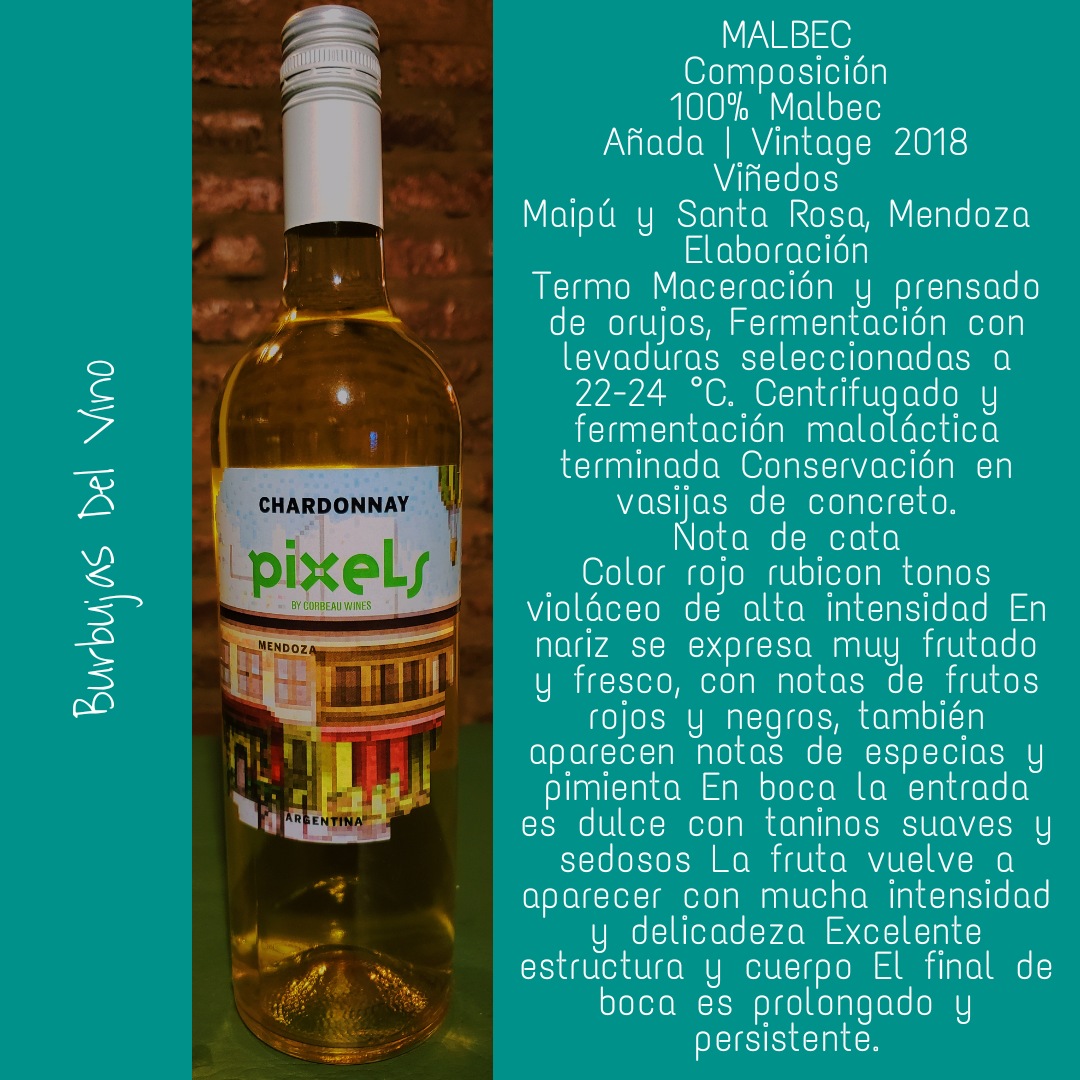 Burbujas Del Vino
CHARDONNAY
pixels
BY CORBEAU WINES
MENDOZA
ARGENTINA
MALBEC
Composición
100% Malbec
Añada | Vintage 2018
Viñedos
Maipú y Santa Rosa, Mendoza
Elaboración
Termo Maceración y prensado
de orujos, Fermentación con
levaduras seleccionadas a
22-24 °C. Centrifugado y
fermentación maloláctica
terminada Conservación en
vasijas de concreto.
Nota de cata
Color rojo rubicon tonos
violáceo de alta intensidad En
nariz se expresa muy frutado
y fresco, con notas de frutos
rojos y negros, también
aparecen notas de especias y
pimienta En boca la entrada
es dulce con taninos suaves y
sedosos La fruta vuelve a
aparecer con mucha intensidad
y delicadeza Excelente
estructura y cuerpo El final de
boca es prolongado y
persistente.